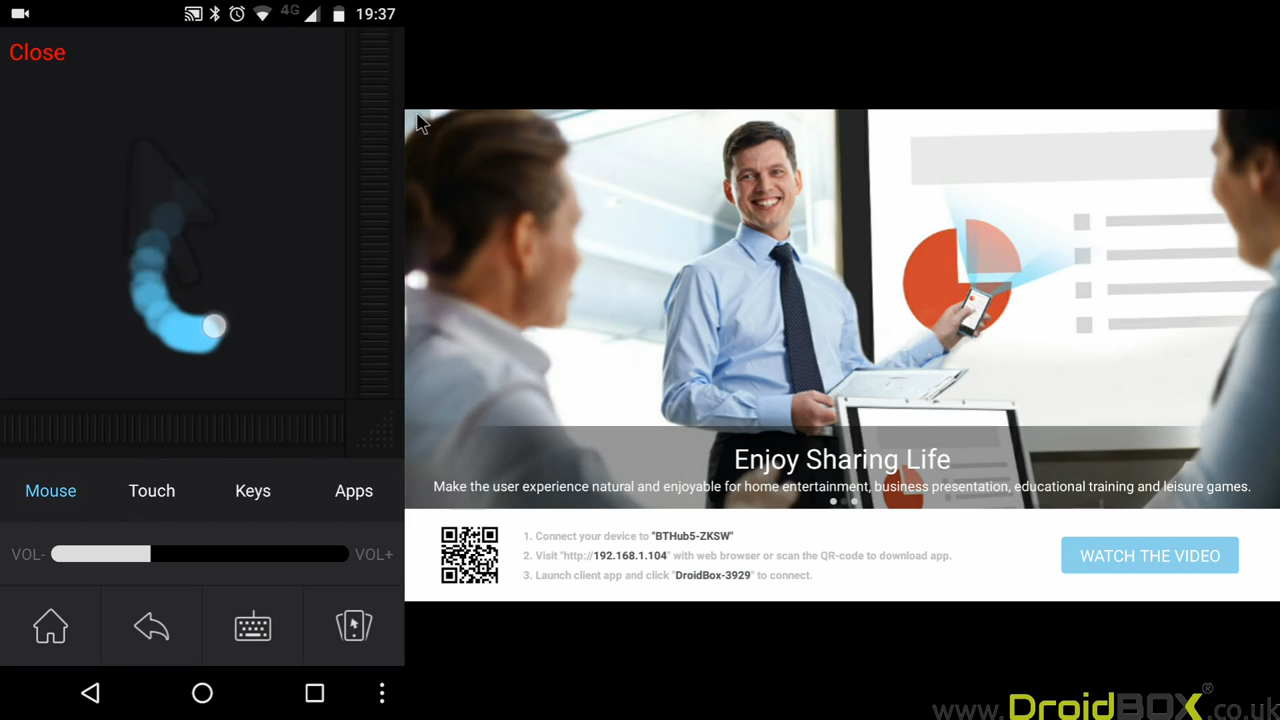 4G 19:37
Close
Mouse Touch Keys Apps
VOL- VOL+
Enjoy Sharing Life
Make the user experience natural and enjoyable for home entertainment, business presentation, educational training and leisure games.
1. Connect your device to "BTHub5-ZKSW"
2. Visit "http://192.168.1.104" with web browser or scan the QR-code to download app.
3. Launch client app and click "DroidBox-3929" to connect.
WATCH THE VIDEO
www.DroidBOX®.co.uk